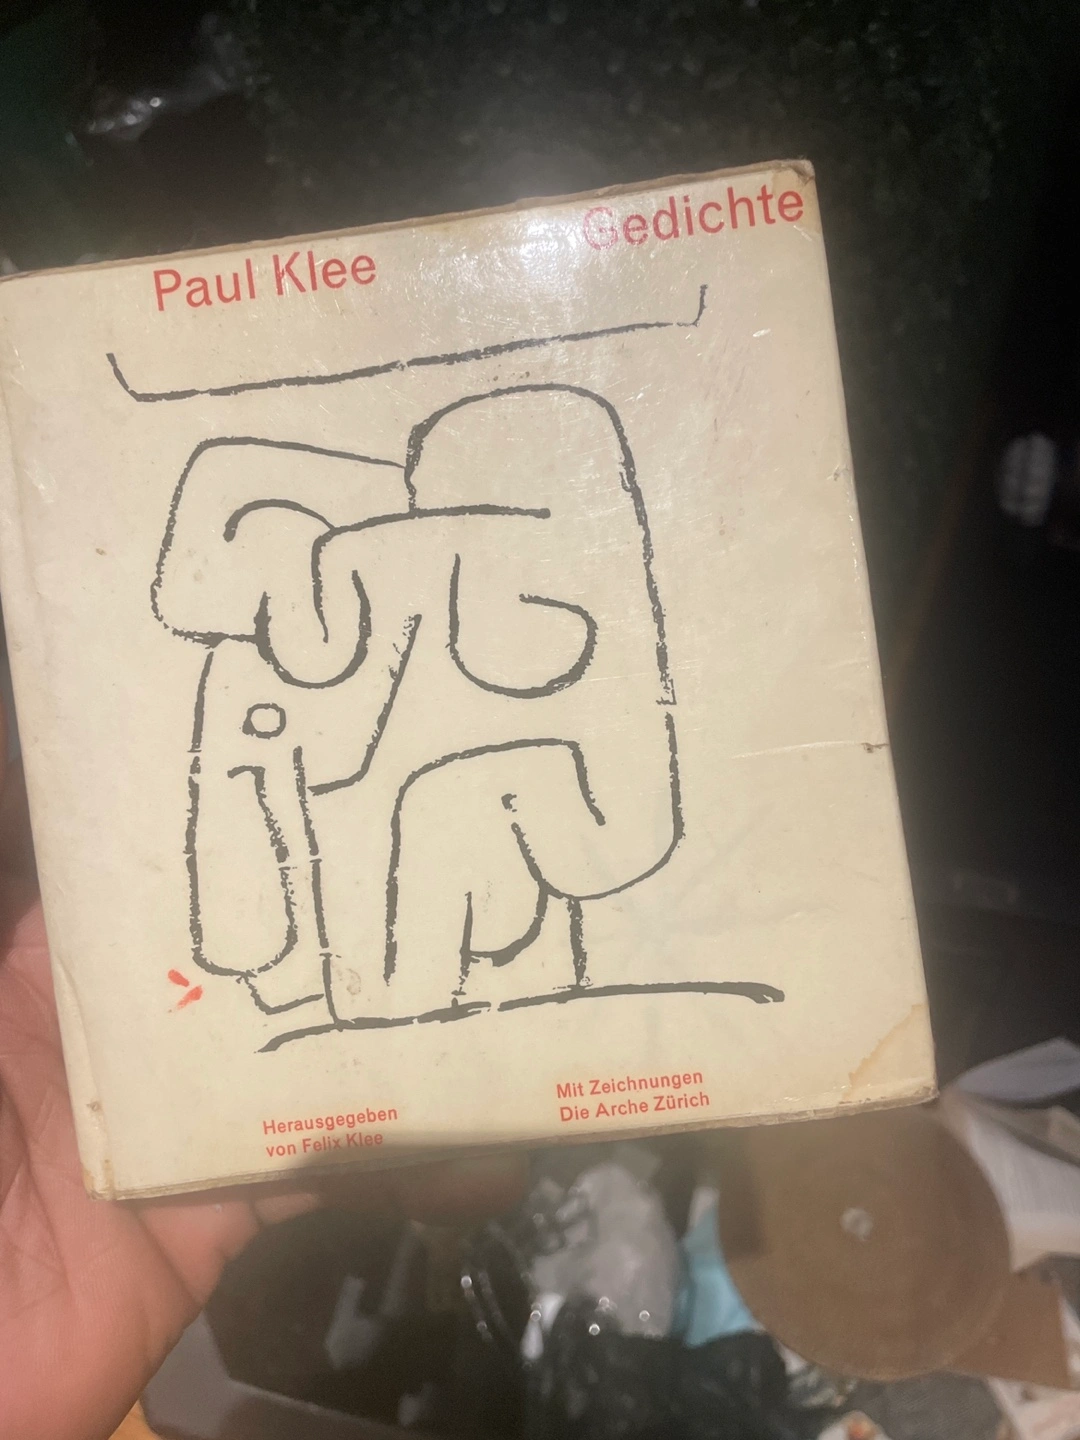 Paul Klee Gedichte
Herausgegeben
von Felix Klee
Mit Zeichnungen
Die Arche Zürich